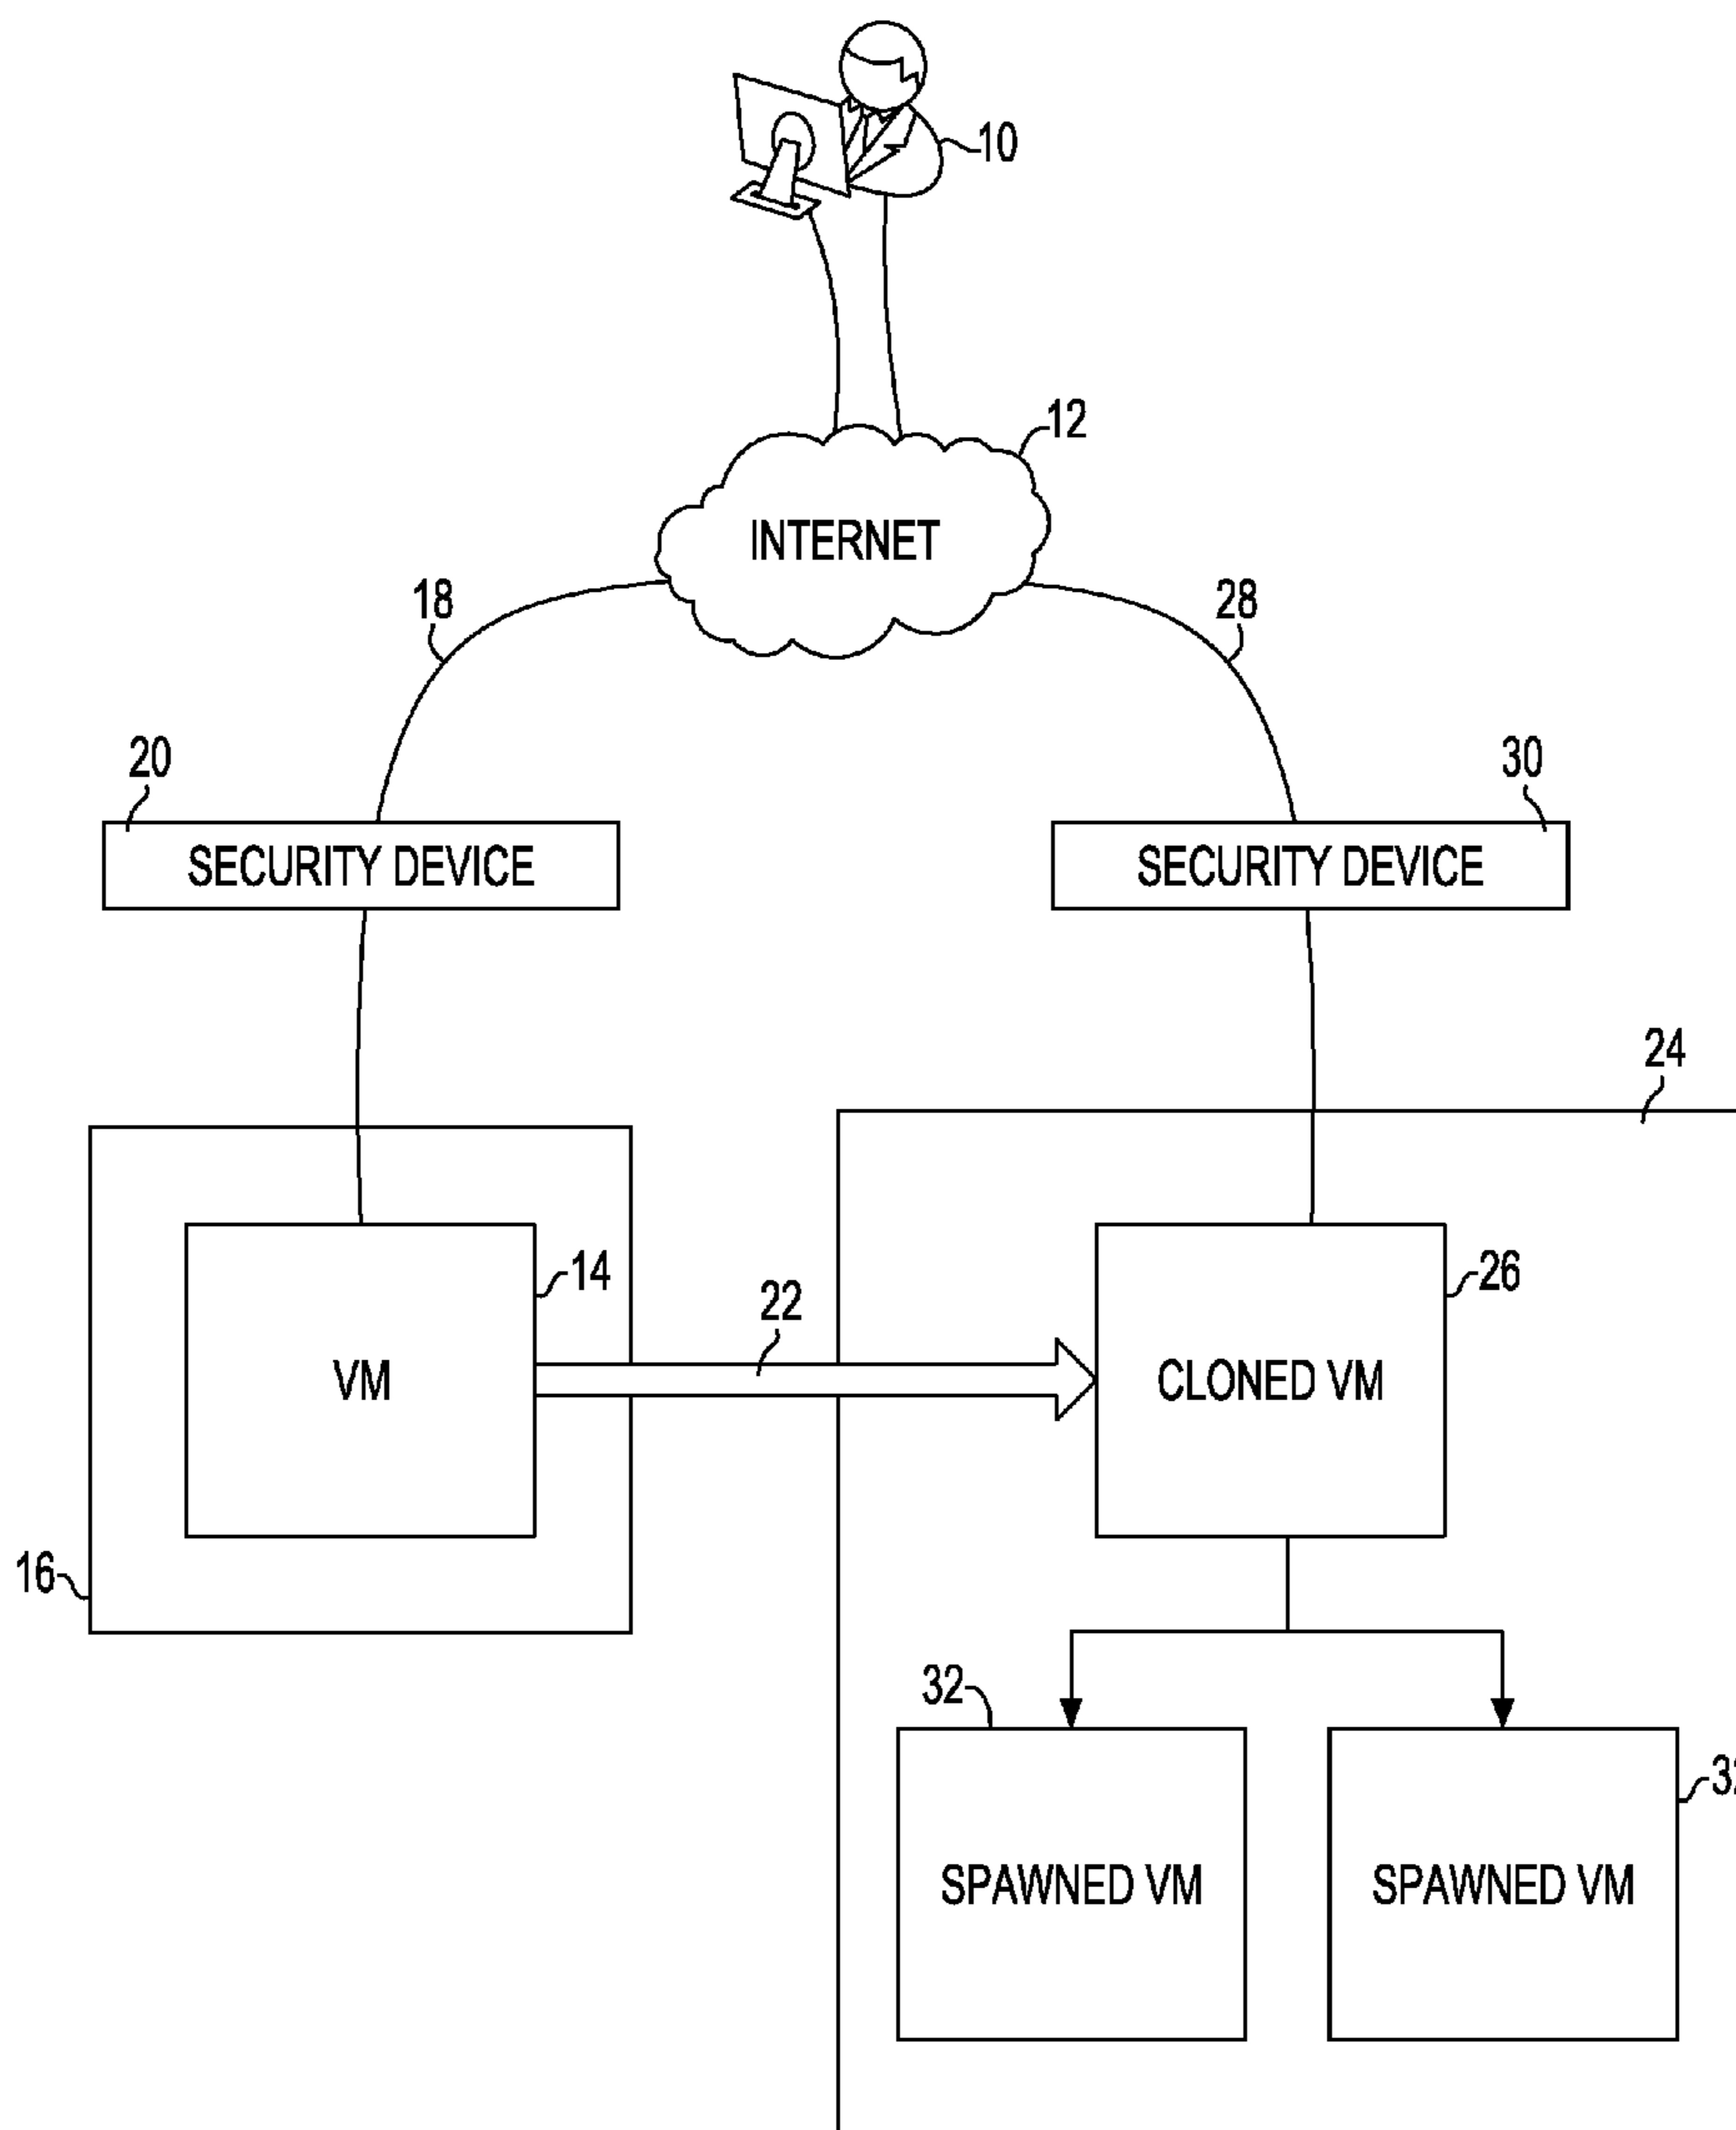 10
12
INTERNET
18
28
20
30
SECURITY DEVICE
SECURITY DEVICE
24
14
26
22
VM
CLONED VM
16
32
SPAWNED VM
SPAWNED VM